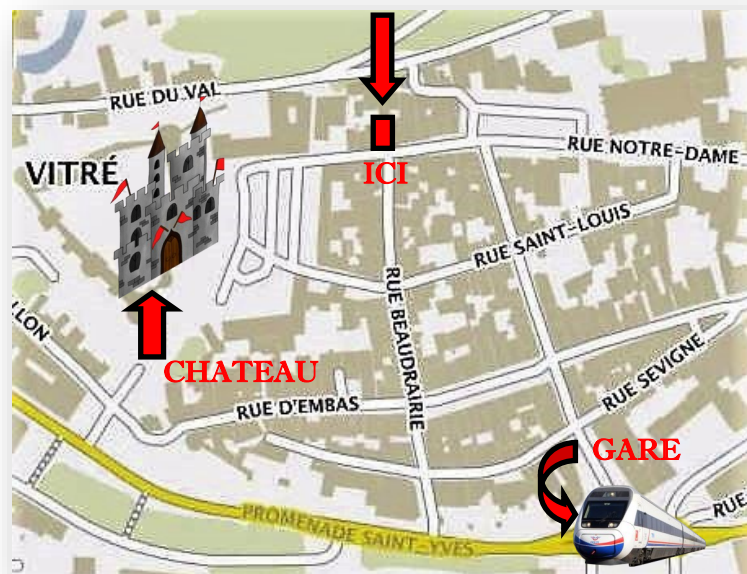 RUE DU VAL
VITRÉ
ICI
RUE NOTRE-DAME
RUE SAINT-LOUIS
RUE BEAUDRAIRIE
LLON
CHATEAU
RUE D'EMBAS
RUE SEVIGNE
GARE
RUE
PROMENADE SAINT-YVES